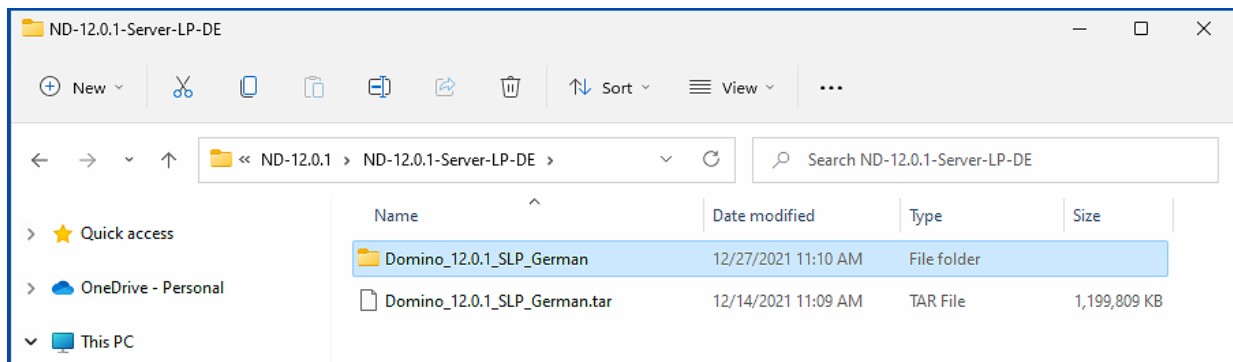 ND-12.0.1-Server-LP-DE
New Sort View
« ND-12.0.1 > ND-12.0.1-Server-LP-DE > Search ND-12.0.1-Server-LP-DE
Name Date modified Type Size
Quick access
Domino_12.0.1_SLP_German 12/27/2021 11:10 AM File folder
OneDrive - Personal
Domino_12.0.1_SLP_German.tar 12/14/2021 11:09 AM TAR File 1,199,809 KB
This PC